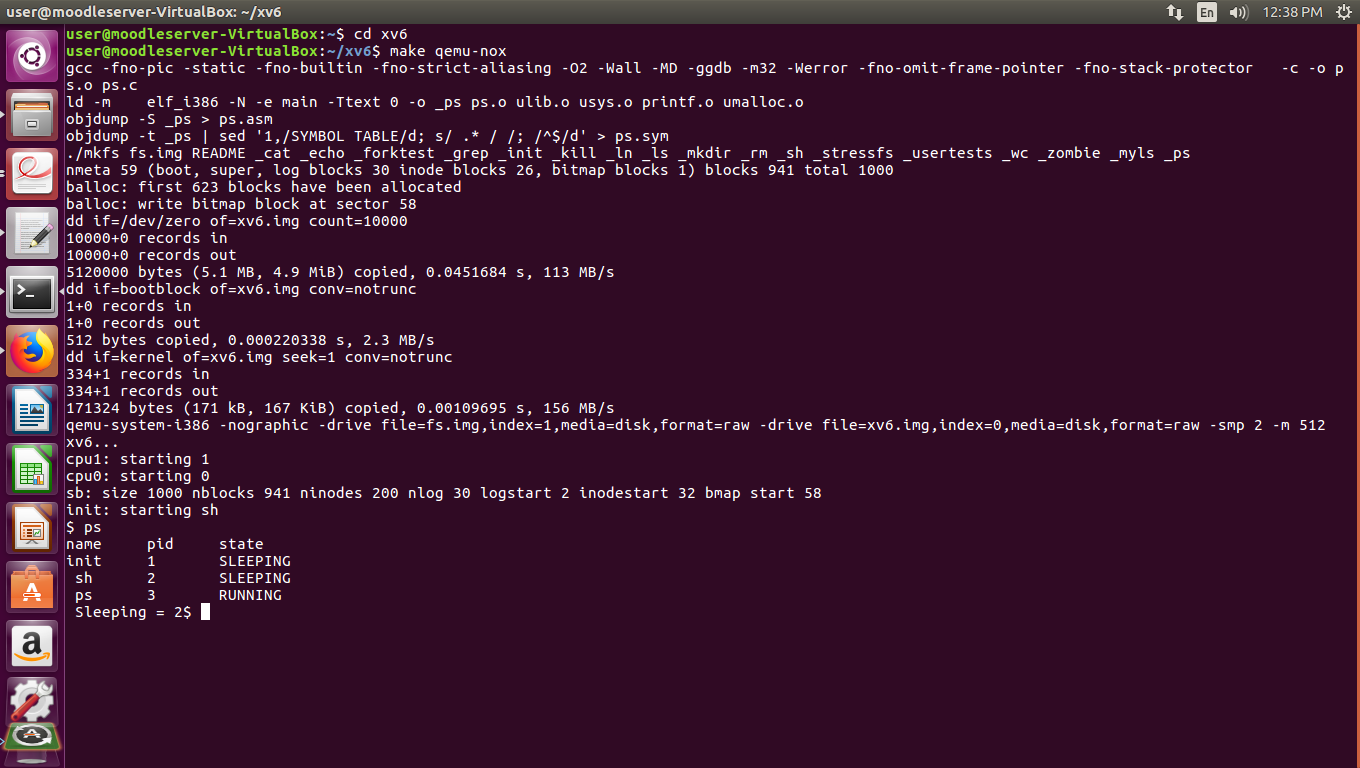 user@moodleserver-VirtualBox: ~/xv6
En
12:38 PM
user@moodleserver-VirtualBox:~$ cd xv6
user@moodleserver-VirtualBox:~/xv6$ make qemu-nox
gcc -fno-pic -static -fno-builtin -fno-strict-aliasing -O2 -Wall -MD -ggdb -m32 -Werror -fno-omit-frame-pointer -fno-stack-protector   -c -o p
s.o ps.c
ld -m    elf_i386 -N -e main -Ttext 0 -o _ps ps.o ulib.o usys.o printf.o umalloc.o
objdump -S _ps > ps.asm
objdump -t _ps | sed '1,/SYMBOL TABLE/d; s/ .* / /; /^$/d' > ps.sym
./mkfs fs.img README _cat _echo _forktest _grep _init _kill _ln _ls _mkdir _rm _sh _stressfs _usertests _wc _zombie _myls _ps
nmeta 59 (boot, super, log blocks 30 inode blocks 26, bitmap blocks 1) blocks 941 total 1000
balloc: first 623 blocks have been allocated
balloc: write bitmap block at sector 58
dd if=/dev/zero of=xv6.img count=10000
10000+0 records in
10000+0 records out
5120000 bytes (5.1 MB, 4.9 MiB) copied, 0.0451684 s, 113 MB/s
dd if=bootblock of=xv6.img conv=notrunc
1+0 records in
1+0 records out
512 bytes copied, 0.000220338 s, 2.3 MB/s
dd if=kernel of=xv6.img seek=1 conv=notrunc
334+1 records in
334+1 records out
171324 bytes (171 kB, 167 KiB) copied, 0.00109695 s, 156 MB/s
qemu-system-i386 -nographic -drive file=fs.img,index=1,media=disk,format=raw -drive file=xv6.img,index=0,media=disk,format=raw -smp 2 -m 512
xv6...
cpu1: starting 1
cpu0: starting 0
sb: size 1000 nblocks 941 ninodes 200 nlog 30 logstart 2 inodestart 32 bmap start 58
init: starting sh
$ ps
name     pid     state
init     1       SLEEPING
 sh      2       SLEEPING
 ps      3       RUNNING
 Sleeping = 2$